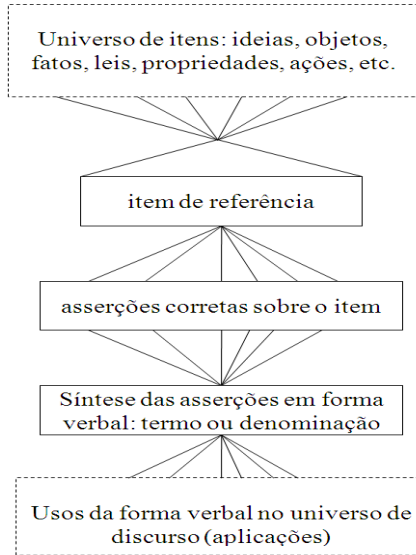 Universo de itens: ideias, objetos,
fatos, leis, propriedades, ações, etc.
item de referência
asserções corretas sobre o item
Síntese das asserções em forma
verbal: termo ou denominação
Usos da forma verbal no universo de
discurso (aplicações)